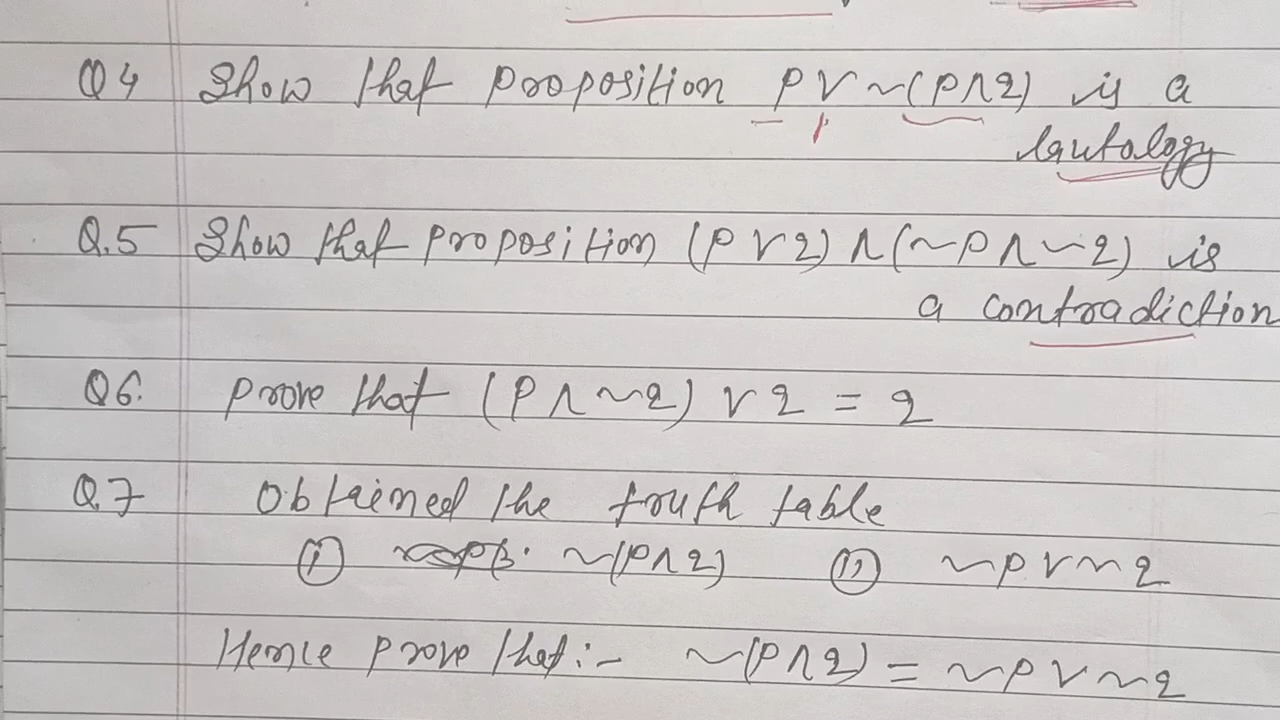 Q4 Show that proposition p ∨ ~(p ∧ q) is a
tautology
Q.5 Show that proposition (p ∨ q) ∧ (~p ∧ ~q) is
a contradiction
Q6. prove that (p ∧ ~q) ∨ q = q
Q.7 Obtained the truth table
(i) ~(p ∧ q) (ii) ~p ∨ ~q
Hence prove that:- ~(p ∧ q) = ~p ∨ ~q